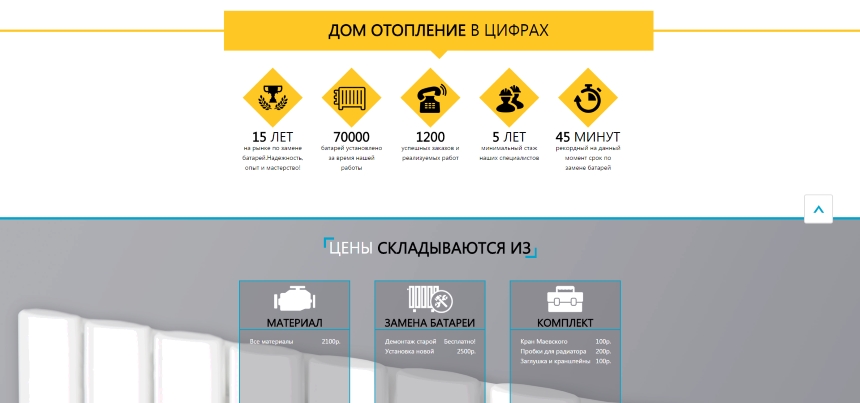 ДОМ ОТОПЛЕНИЕ В ЦИФРАХ
15 ЛЕТ
на рынке по замене
батарей.Надежность,
опыт и мастерство!
70000
батарей установлено
за время нашей
работы
1200
успешных заказов и
реализуемых работ
5 ЛЕТ
минимальный стаж
наших специалистов
45 МИНУТ
рекордный на данный
момент срок по
замене батарей
ЦЕНЫ СКЛАДЫВАЮТСЯ ИЗ
МАТЕРИАЛ
Все материалы 2100р.
ЗАМЕНА БАТАРЕИ
Демонтаж старой Бесплатно!
Установка новой 2500р.
КОМПЛЕКТ
Кран Маевского 100р.
Пробки для радиатора 200р.
Заглушка и кранштейны 100р.